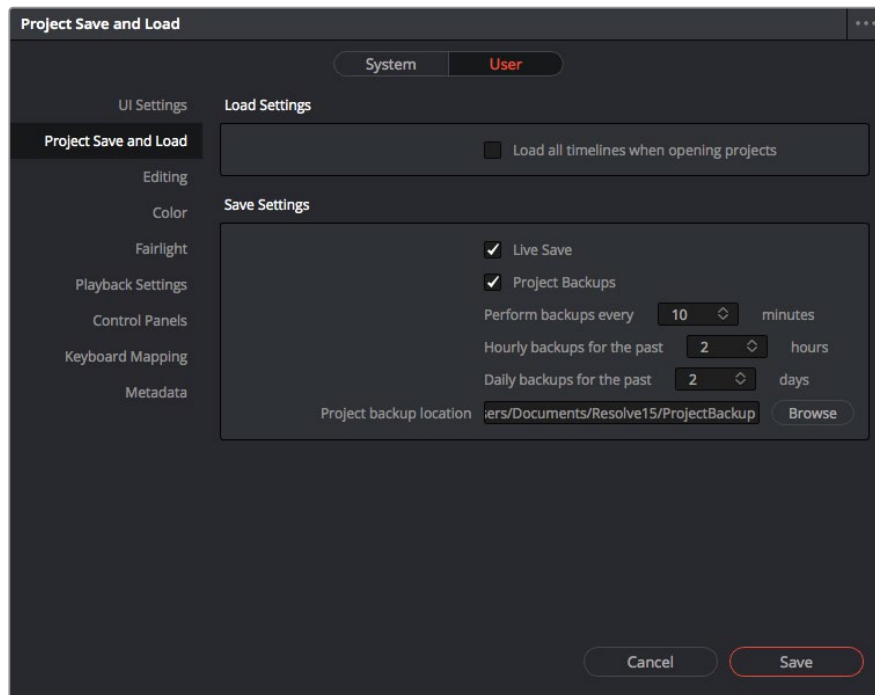 Project Save and Load
System User
UI Settings
Project Save and Load
Editing
Color
Fairlight
Playback Settings
Control Panels
Keyboard Mapping
Metadata
Load Settings
Load all timelines when opening projects
Save Settings
Live Save
Project Backups
Perform backups every 10 minutes
Hourly backups for the past 2 hours
Daily backups for the past 2 days
Project backup location sers/Documents/Resolve15/ProjectBackup Browse
Cancel Save